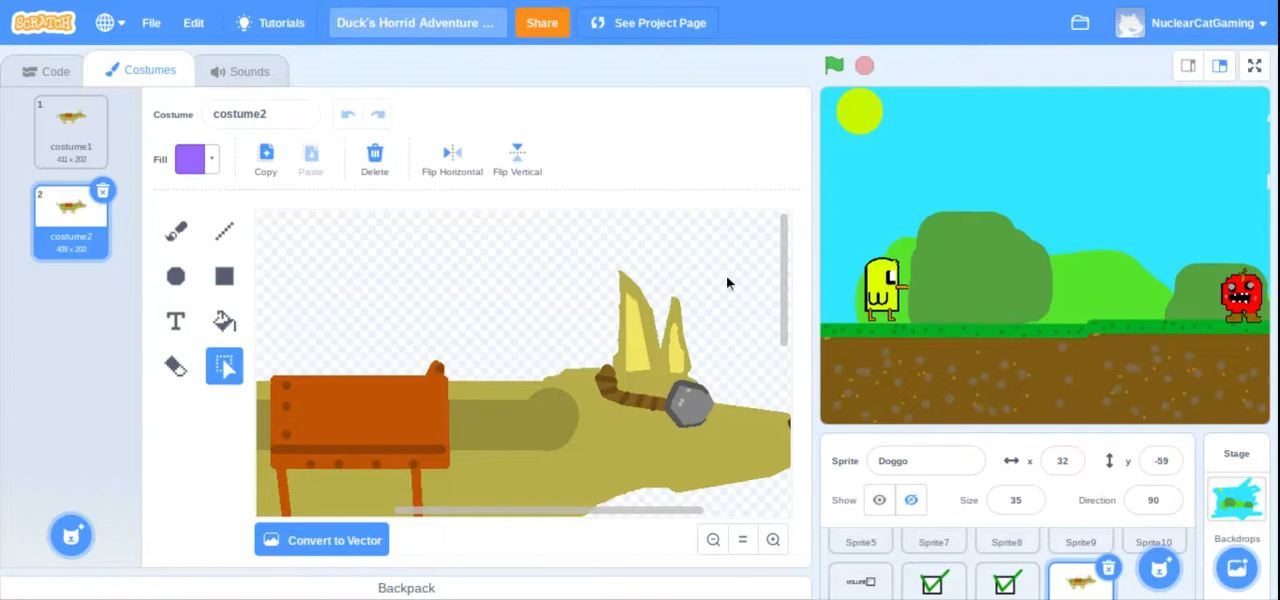 SCRATCH File Edit Tutorials Duck's Horrid Adventure ... Share See Project Page NuclearCatGaming
Code Costumes Sounds
1
costume1
411 x 202
2
costume2
409 x 202
Costume costume2
Fill Copy Paste Delete Flip Horizontal Flip Vertical
T
Convert to Vector
Backpack
Sprite Doggo x 32 y -59
Show Size 35 Direction 90
Sprite5 Sprite7 Sprite8 Sprite9 Sprite10
VOLUME
Stage
Backdrops